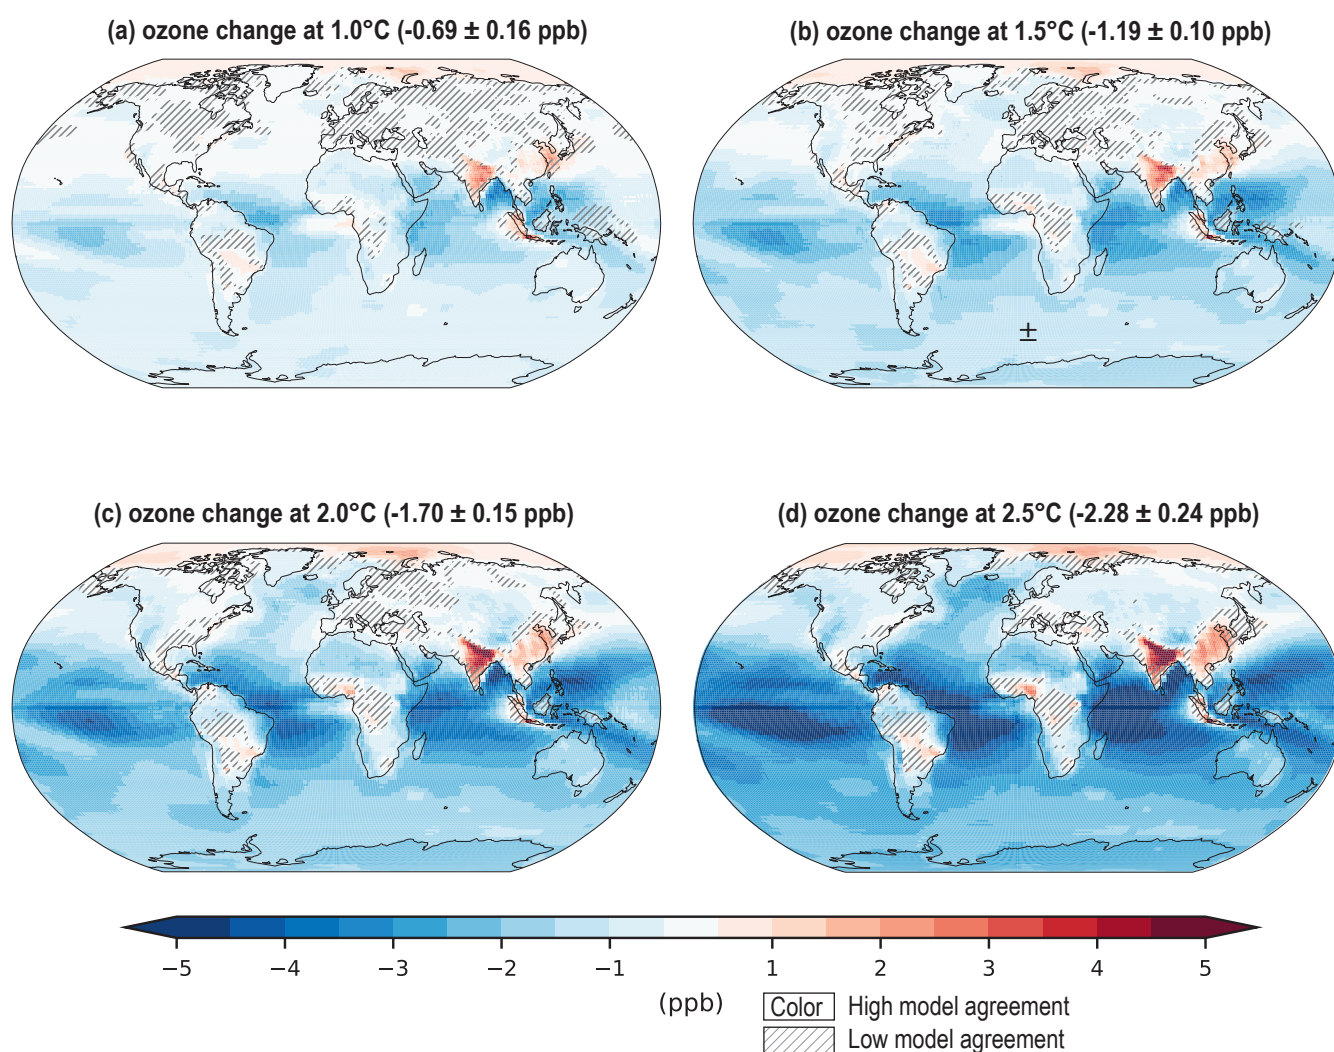 (a) ozone change at 1.0°C (-0.69 ± 0.16 ppb)
(b) ozone change at 1.5°C (-1.19 ± 0.10 ppb)
±
(c) ozone change at 2.0°C (-1.70 ± 0.15 ppb)
(d) ozone change at 2.5°C (-2.28 ± 0.24 ppb)
−5 −4 −3 −2 −1 1 2 3 4 5
(ppb)
Color High model agreement
Low model agreement